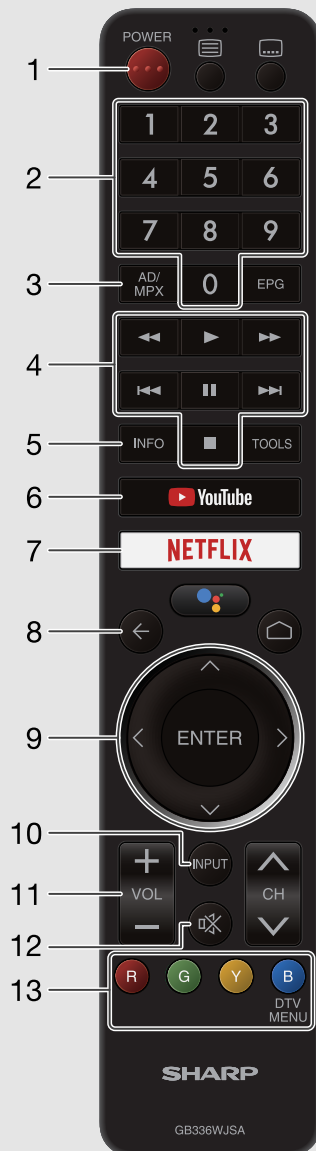 POWER
1
1 2 3
2
4 5 6
7 8 9
3
AD/
MPX
0
EPG
4
5
INFO
TOOLS
6
YouTube
7
NETFLIX
8
9
ENTER
10
INPUT
11
+
VOL
−
CH
12
13
R G Y B
DTV
MENU
SHARP
GB336WJSA